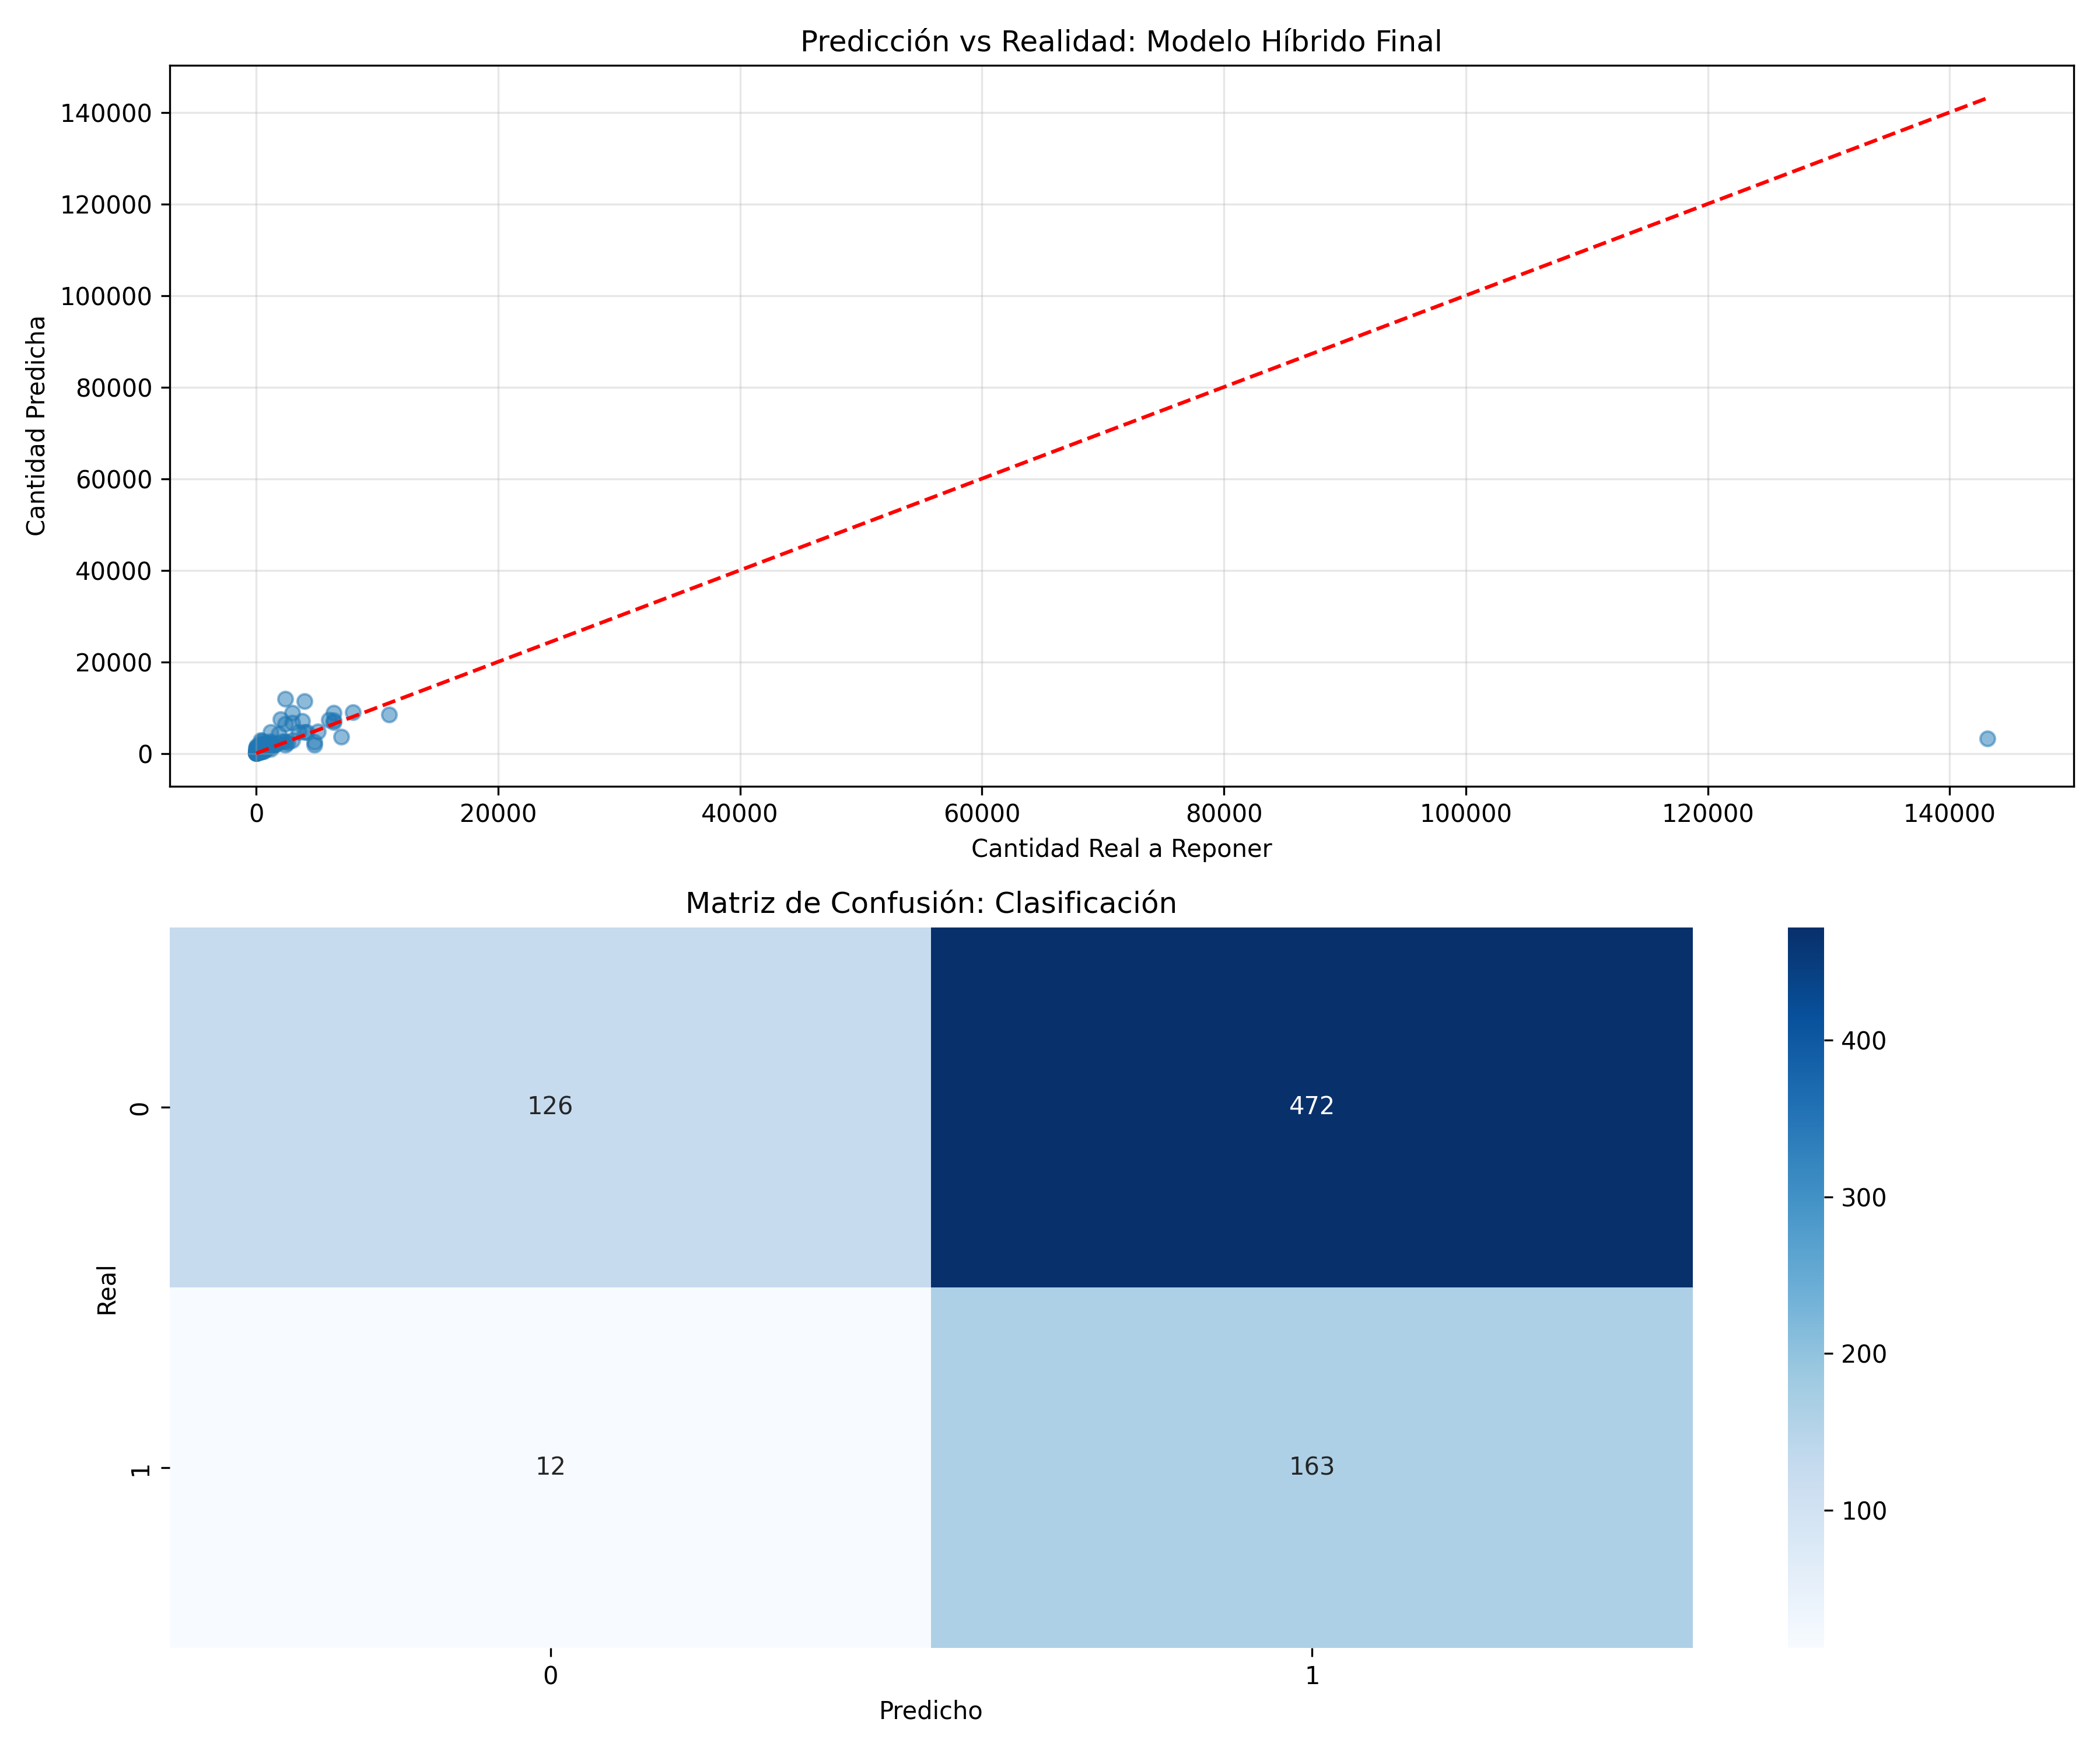 Predicción vs Realidad: Modelo Híbrido Final
140000
120000
100000
80000
60000
40000
20000
0
Cantidad Predicha
0 20000 40000 60000 80000 100000 120000 140000
Cantidad Real a Reponer
Matriz de Confusión: Clasificación
126 472
12 163
0
1
Real
0 1
Predicho
400
300
200
100